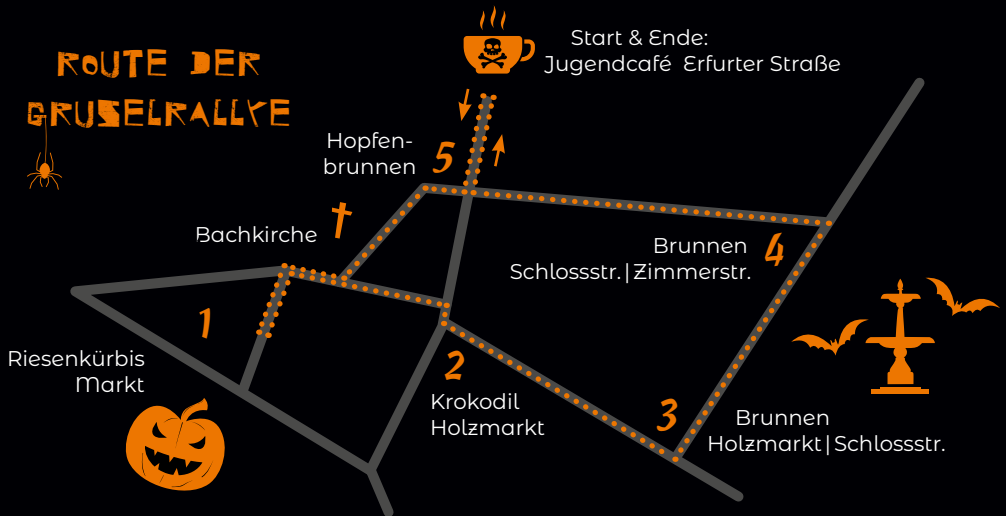 ROUTE DER
GRUSELRALLYE
Start & Ende:
Jugendcafé Erfurter Straße
Hopfen-
brunnen
5
Bachkirche
Brunnen
Schlossstr.|Zimmerstr.
4
1
Riesenkürbis
Markt
2
Krokodil
Holzmarkt
3
Brunnen
Holzmarkt|Schlossstr.